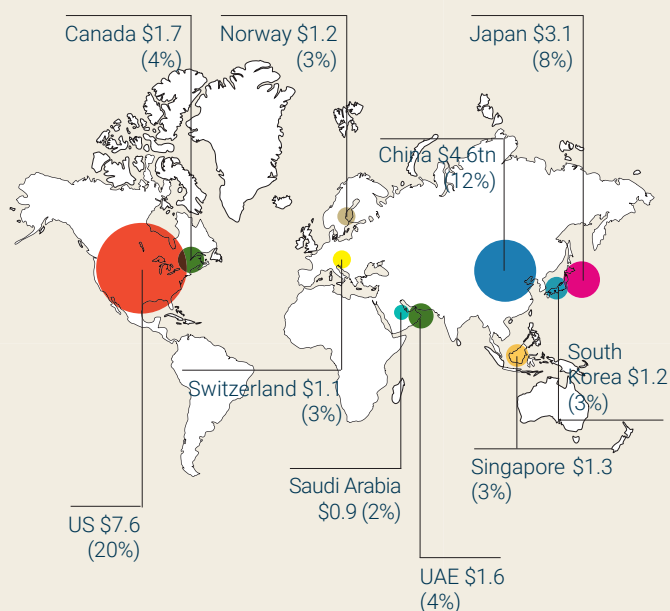 Canada $1.7
(4%)
Norway $1.2
(3%)
Japan $3.1
(8%)
China $4.6tn
(12%)
South
Korea $1.2
(3%)
Switzerland $1.1
(3%)
Singapore $1.3
(3%)
Saudi Arabia
$0.9 (2%)
US $7.6
(20%)
UAE $1.6
(4%)